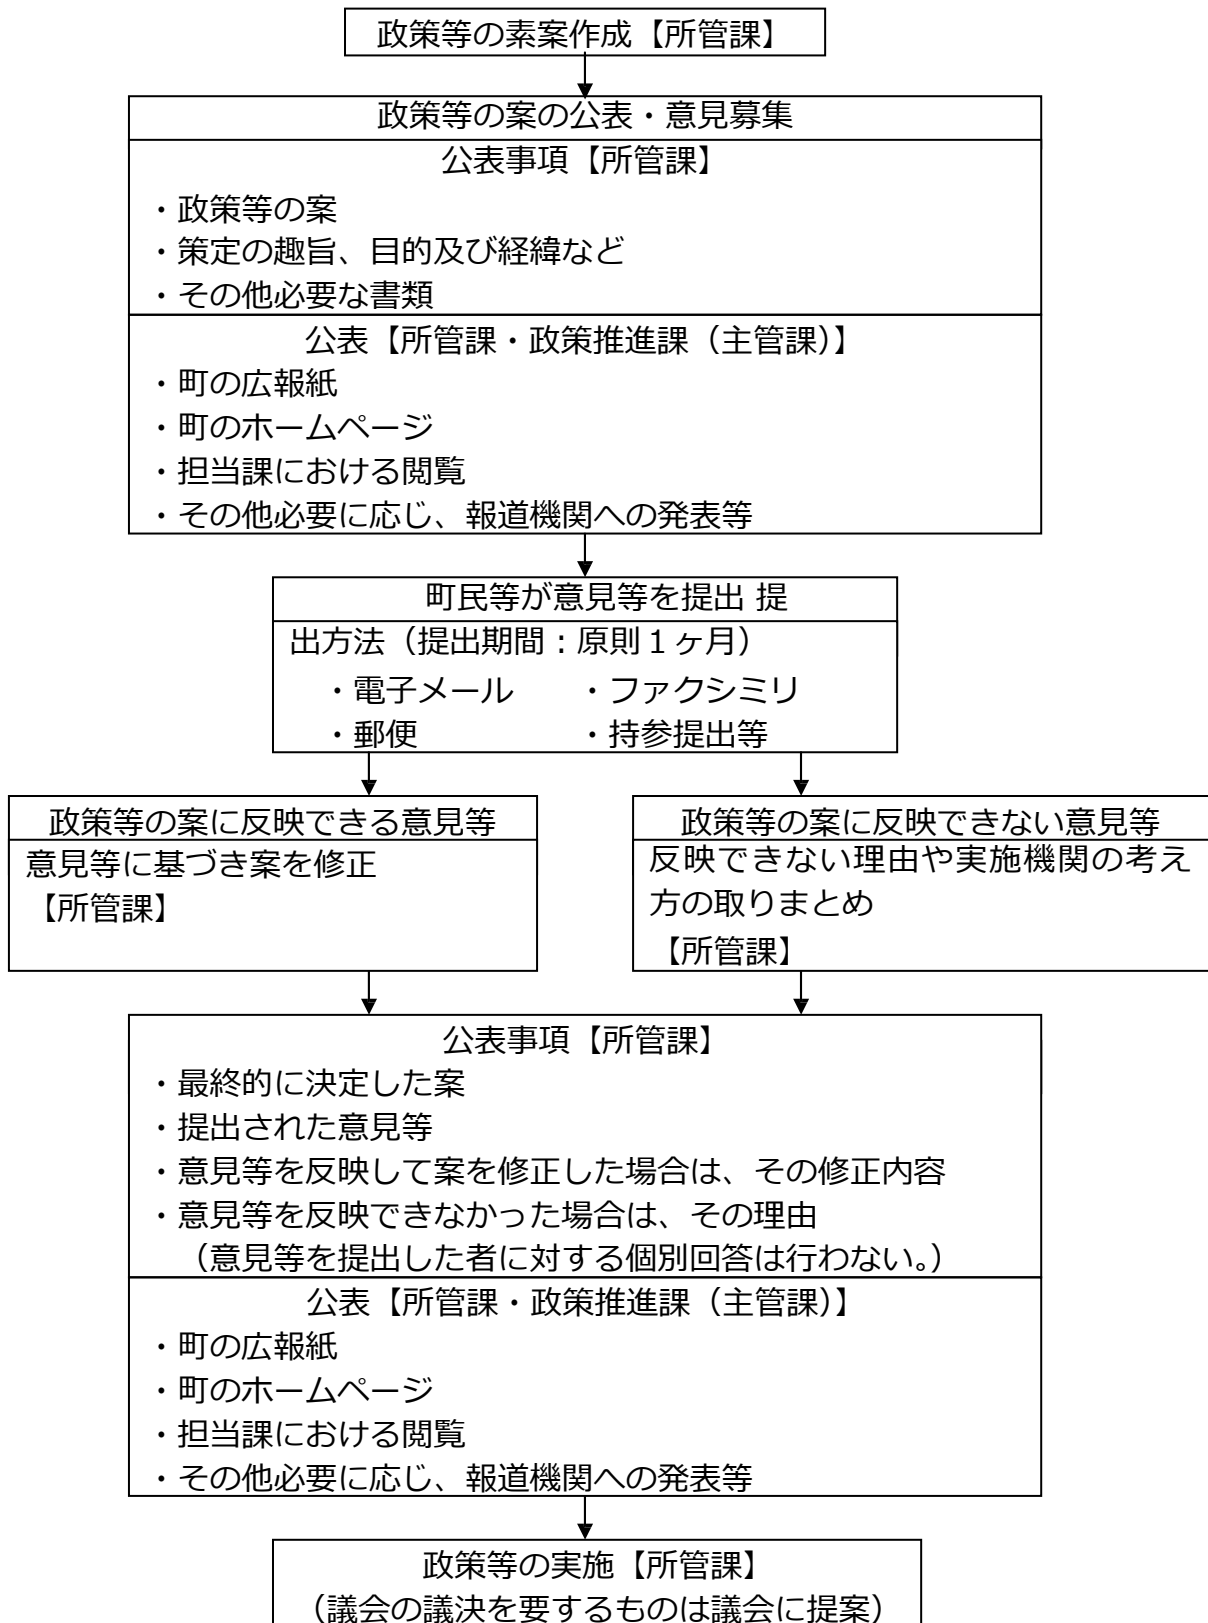 政策等の素案作成【所管課】
政策等の案の公表・意見募集
公表事項【所管課】
・政策等の案
・策定の趣旨、目的及び経緯など
・その他必要な書類
公表【所管課・政策推進課（主管課）】
・町の広報紙
・町のホームページ
・担当課における閲覧
・その他必要に応じ、報道機関への発表等
町民等が意見等を提出 提
出方法（提出期間：原則１ヶ月）
・電子メール　　・ファクシミリ
・郵便　　　　　・持参提出等
政策等の案に反映できる意見等
意見等に基づき案を修正
【所管課】
政策等の案に反映できない意見等
反映できない理由や実施機関の考え
方の取りまとめ
【所管課】
公表事項【所管課】
・最終的に決定した案
・提出された意見等
・意見等を反映して案を修正した場合は、その修正内容
・意見等を反映できなかった場合は、その理由
（意見等を提出した者に対する個別回答は行わない。）
公表【所管課・政策推進課（主管課）】
・町の広報紙
・町のホームページ
・担当課における閲覧
・その他必要に応じ、報道機関への発表等
政策等の実施【所管課】
（議会の議決を要するものは議会に提案）